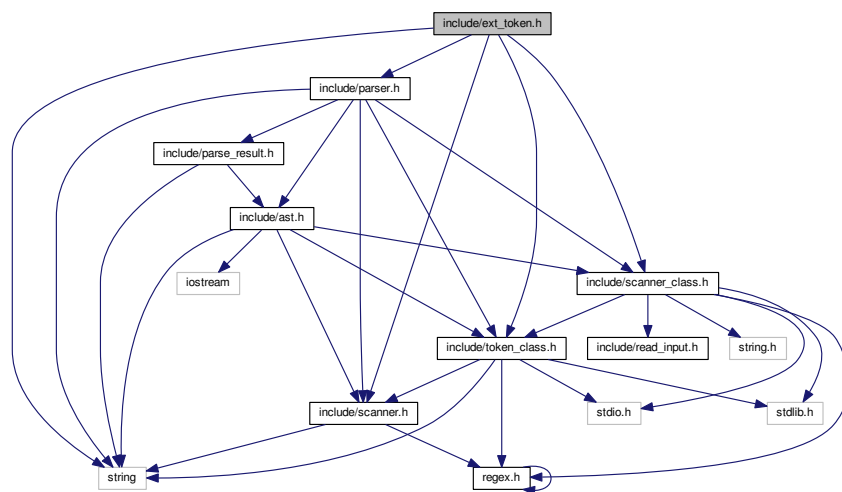 include/ext_token.h
include/parser.h
include/parse_result.h
include/ast.h
iostream
include/scanner_class.h
include/token_class.h
include/read_input.h
string.h
include/scanner.h
stdio.h
stdlib.h
string
regex.h